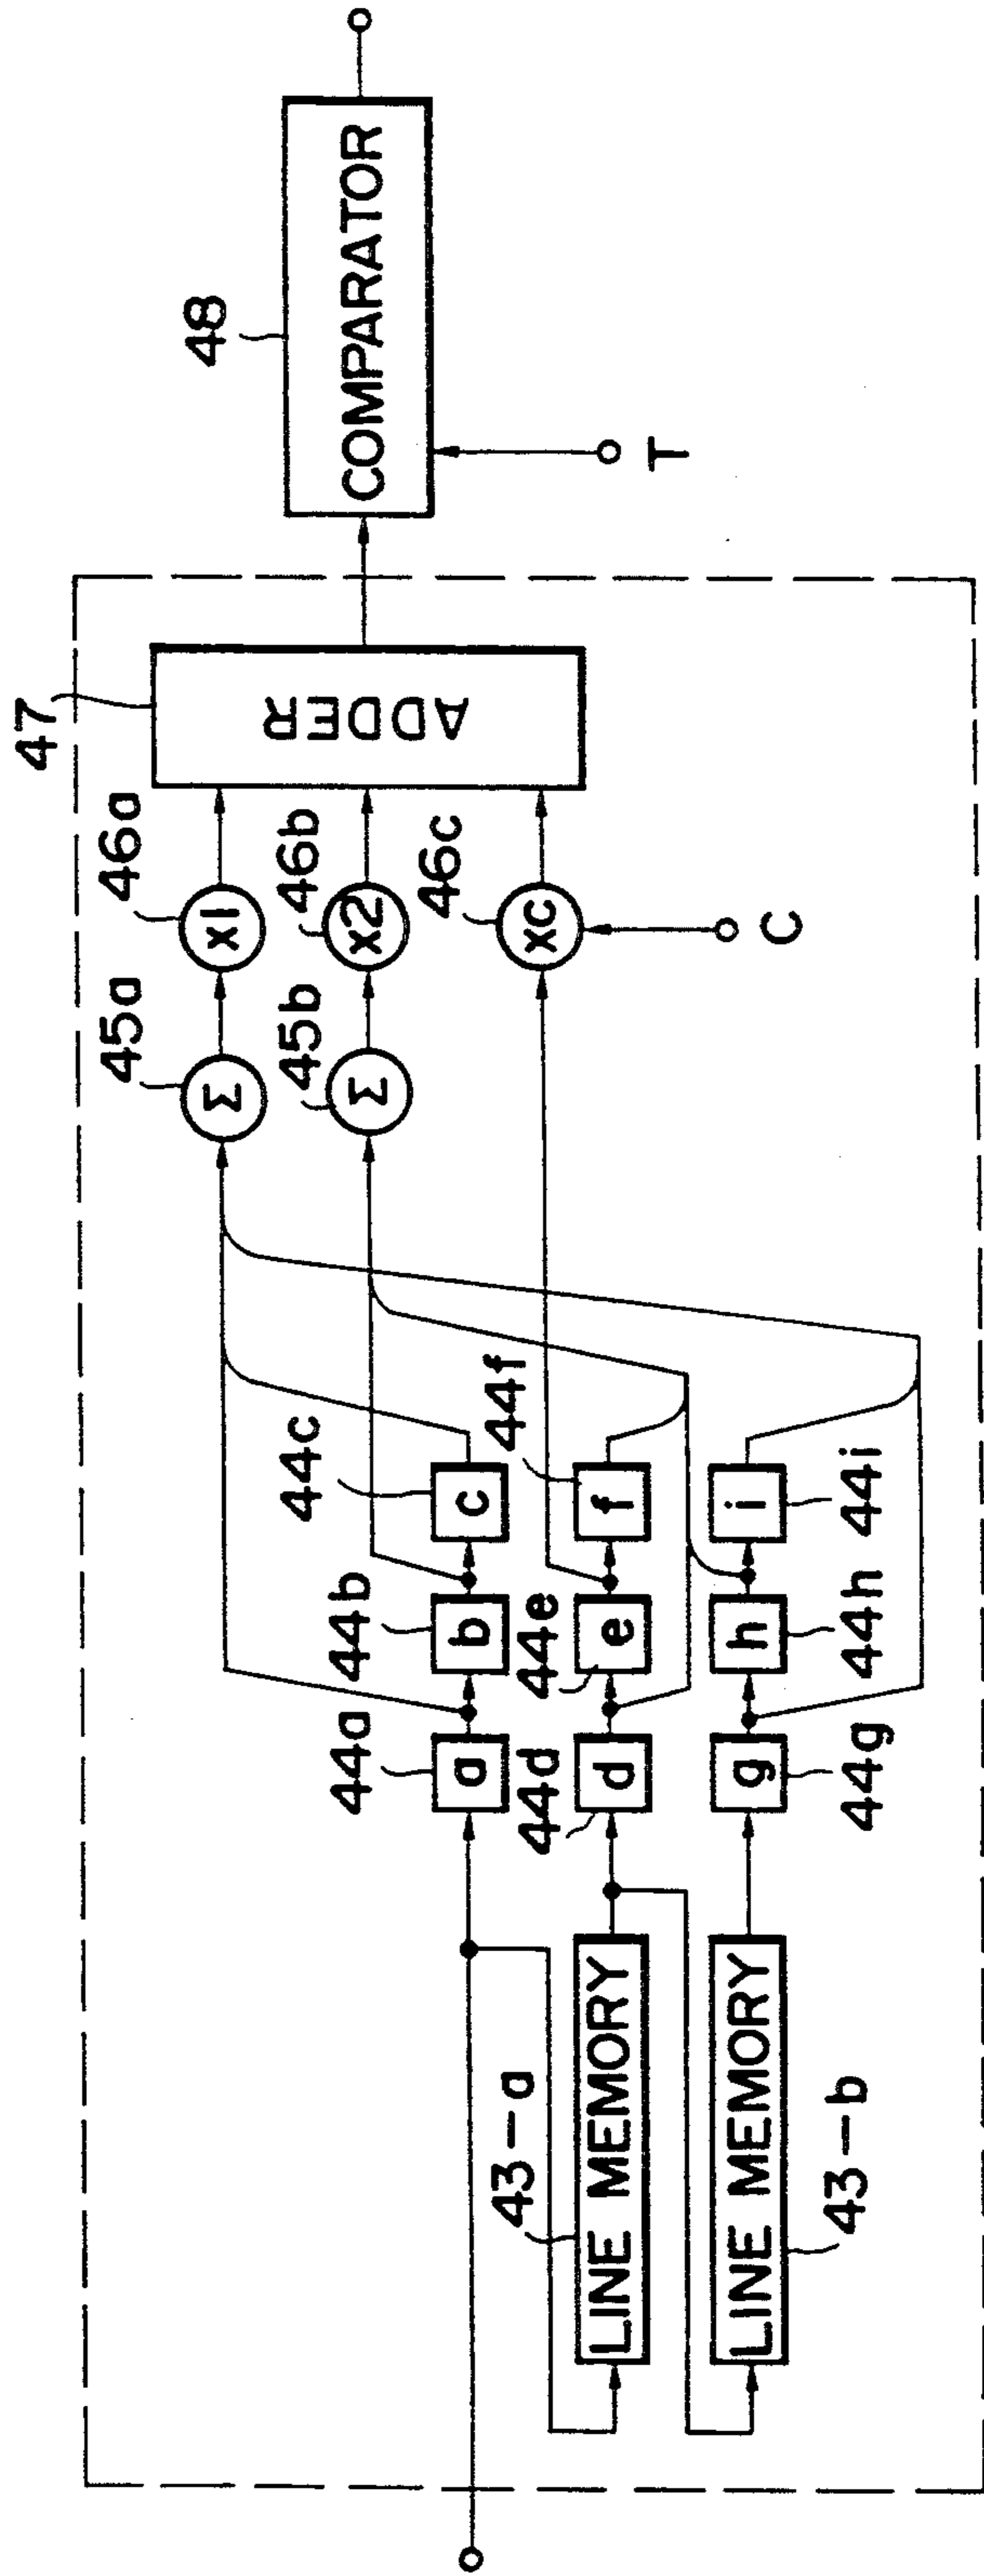 43-a
LINE MEMORY
LINE MEMORY
43-b
44a
a
44b
b
44c
c
44d
d
44e
e
44f
f
44g
g
44h
h
44i
i
45a
Σ
45b
Σ
46a
x1
46b
x2
46c
xc
C
47
ADDER
48
COMPARATOR
T